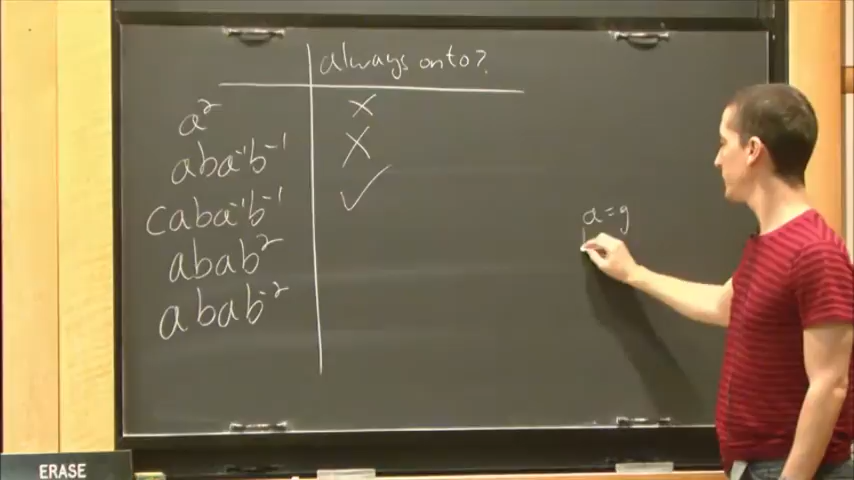 always onto?
a² ✗
aba⁻¹b⁻¹ ✗
caba⁻¹b⁻¹ ✓
abab²
abab⁻²
a=g
ERASE